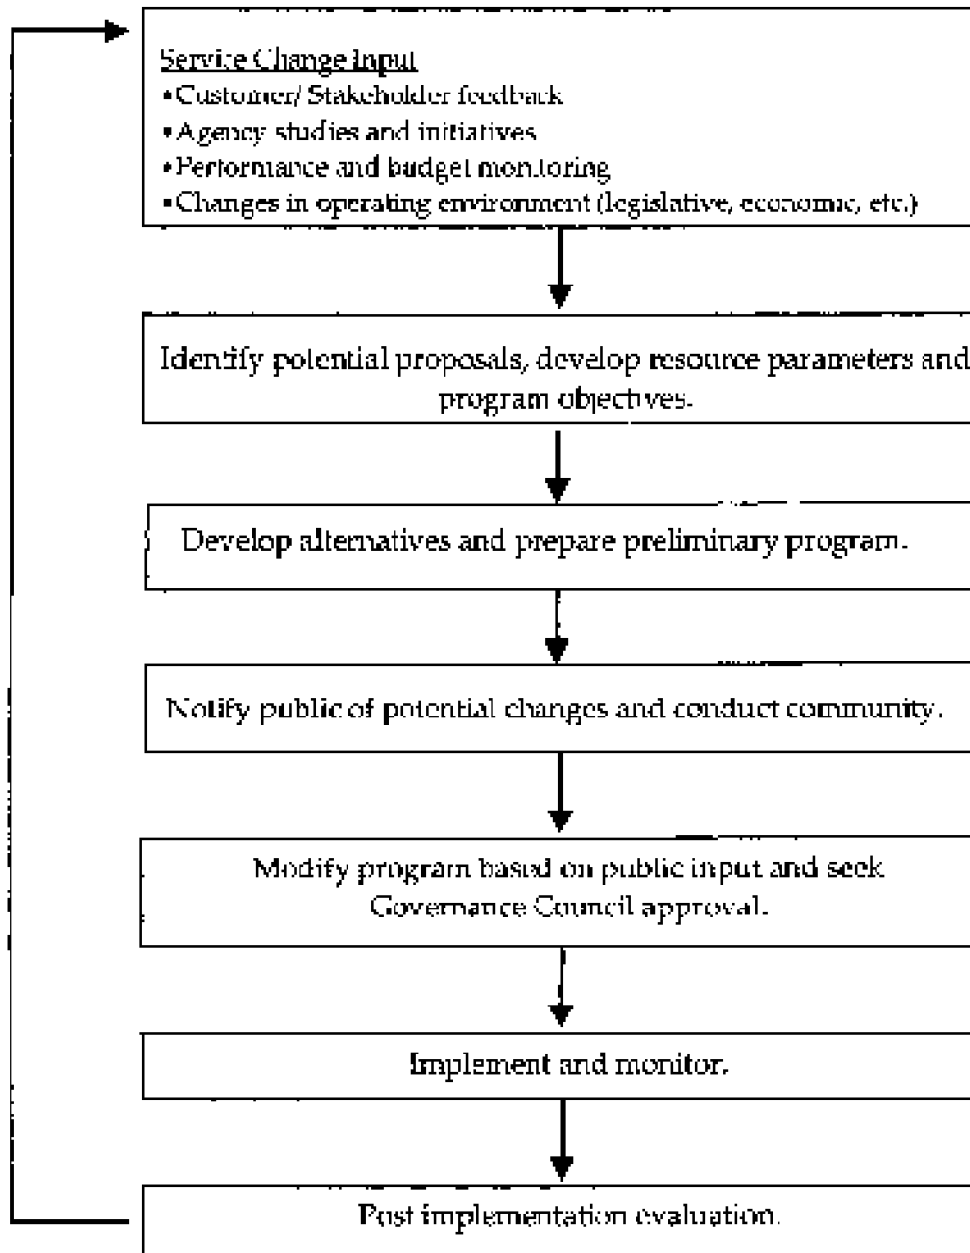 Service Change Input
•Customer/ Stakeholder feedback
•Agency studies and initiatives
•Performance and budget monitoring
•Changes in operating environment (legislative, economic, etc.)
Identify potential proposals, develop resource parameters and
program objectives.
Develop alternatives and prepare preliminary program.
Notify public of potential changes and conduct community.
Modify program based on public input and seek
Governance Council approval.
Implement and monitor.
Post implementation evaluation.